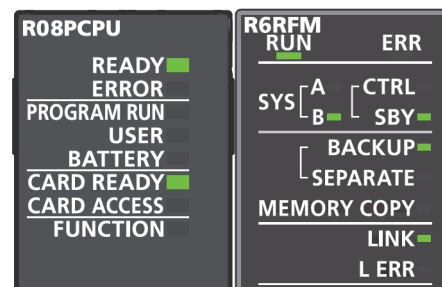 R08PCPU
READY
ERROR
PROGRAM RUN
USER
BATTERY
CARD READY
CARD ACCESS
FUNCTION
R6RFM
RUN ERR
SYS A CTRL
B SBY
BACKUP
SEPARATE
MEMORY COPY
LINK
L ERR